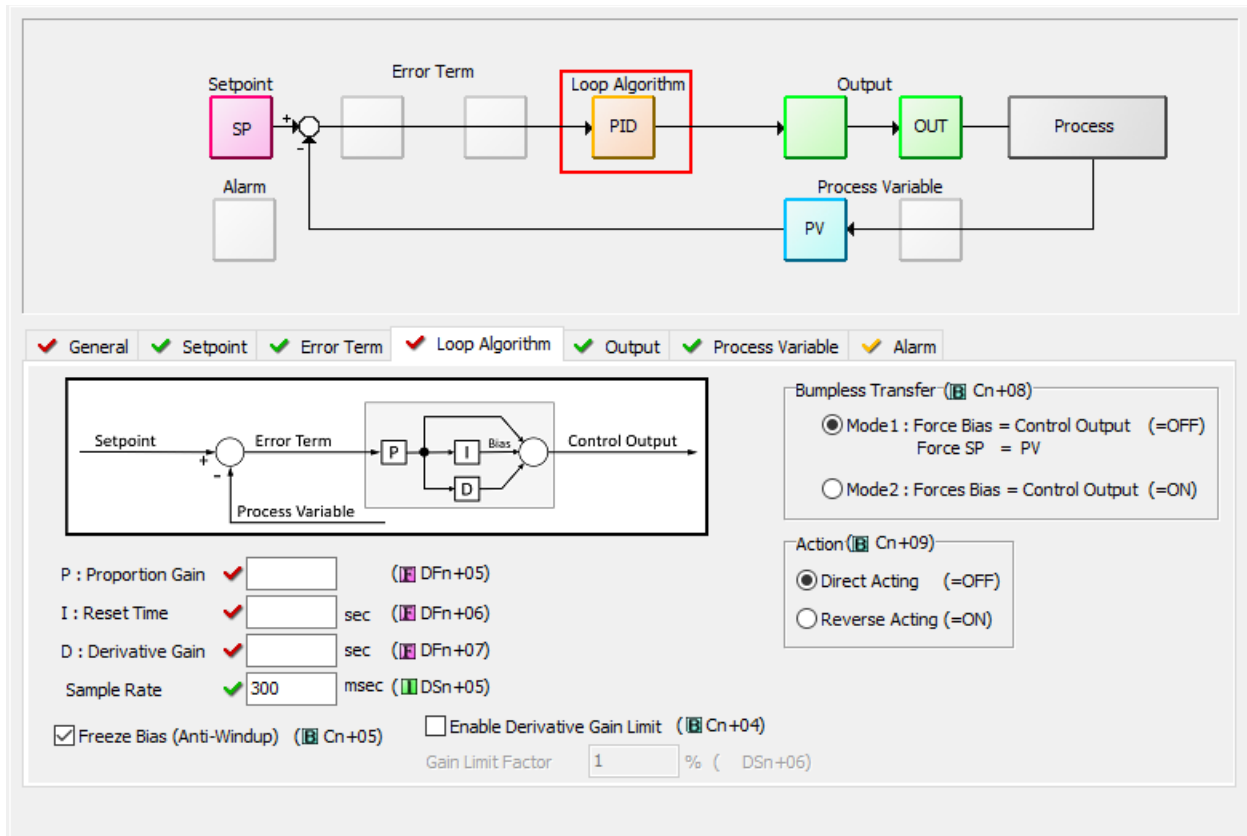 Error Term
Setpoint
Loop Algorithm
Output
SP
+
-
PID
OUT
Process
Alarm
Process Variable
PV
General
Setpoint
Error Term
Loop Algorithm
Output
Process Variable
Alarm
Setpoint
Error Term
Control Output
+
-
P
I
Bias
D
Process Variable
Bumpless Transfer (B Cn+08)
Mode1 : Force Bias = Control Output (=OFF)
Force SP = PV
Mode2 : Forces Bias = Control Output (=ON)
Action (B Cn+09)
Direct Acting (=OFF)
Reverse Acting (=ON)
P : Proportion Gain (F DFn+05)
I : Reset Time sec (F DFn+06)
D : Derivative Gain sec (F DFn+07)
Sample Rate 300 msec (I DSn+05)
Freeze Bias (Anti-Windup) (B Cn+05)
Enable Derivative Gain Limit (B Cn+04)
Gain Limit Factor 1 % ( DSn+06)